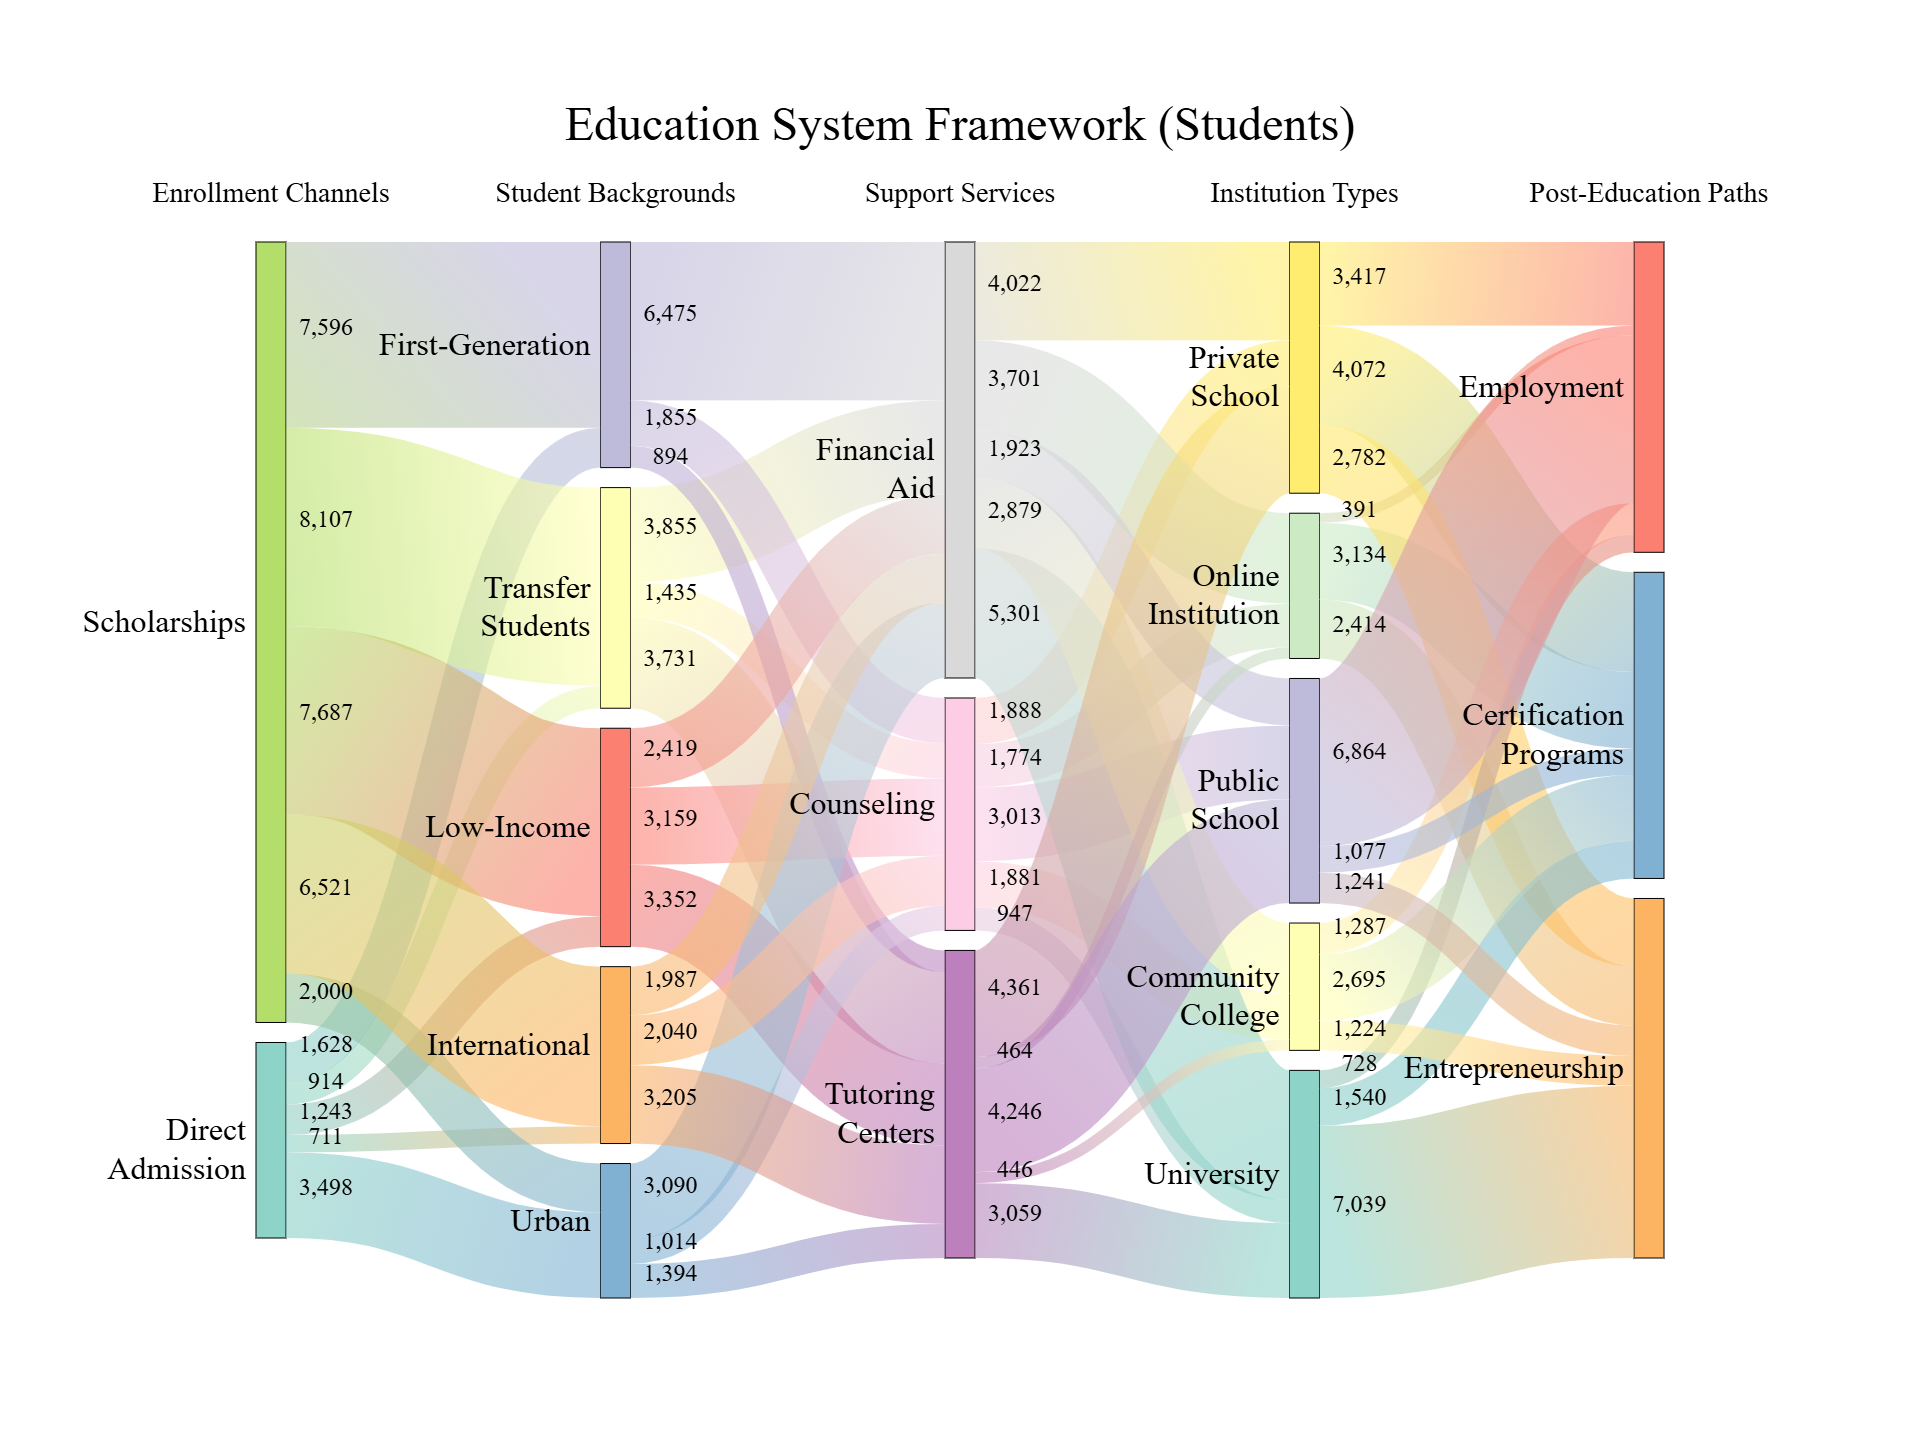 Education System Framework (Students)
Enrollment Channels
Student Backgrounds
Support Services
Institution Types
Post-Education Paths
Scholarships
Direct
Admission
7,596
8,107
7,687
6,521
2,000
1,628
914
1,243
711
3,498
First-Generation
Transfer
Students
Low-Income
International
Urban
6,475
1,855
894
3,855
1,435
3,731
2,419
3,159
3,352
1,987
2,040
3,205
3,090
1,014
1,394
Financial
Aid
Counseling
Tutoring
Centers
4,022
3,701
1,923
2,879
5,301
1,888
1,774
3,013
1,881
947
4,361
464
4,246
446
3,059
Private
School
Online
Institution
Public
School
Community
College
University
3,417
4,072
2,782
391
3,134
2,414
6,864
1,077
1,241
1,287
2,695
1,224
728
1,540
7,039
Employment
Certification
Programs
Entrepreneurship